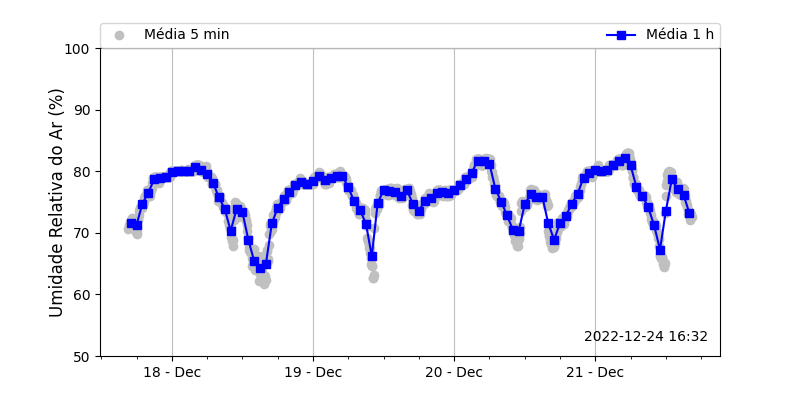 Média 5 min
Média 1 h
Umidade Relativa do Ar (%)
100
90
80
70
60
50
2022-12-24 16:32
18 - Dec
19 - Dec
20 - Dec
21 - Dec